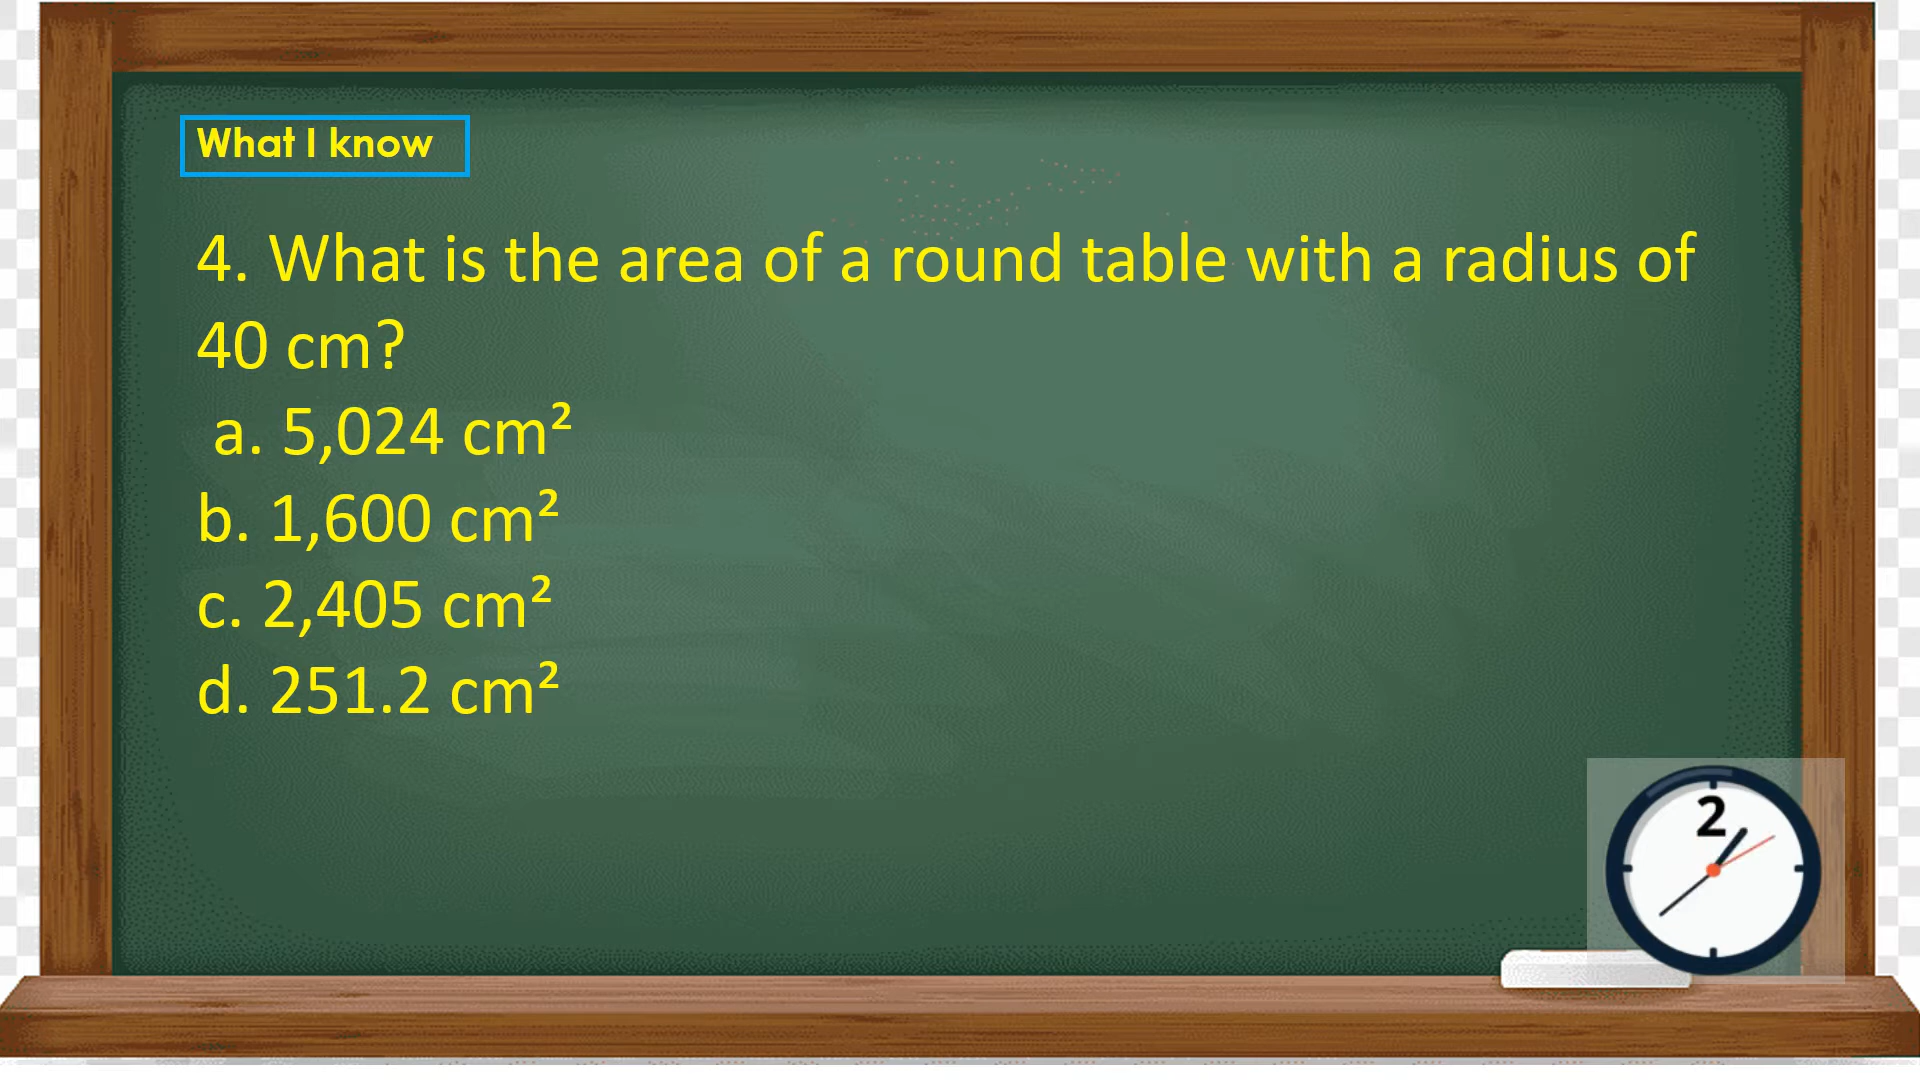 What I know
4. What is the area of a round table with a radius of
40 cm?
a. 5,024 cm²
b. 1,600 cm²
c. 2,405 cm²
d. 251.2 cm²
2